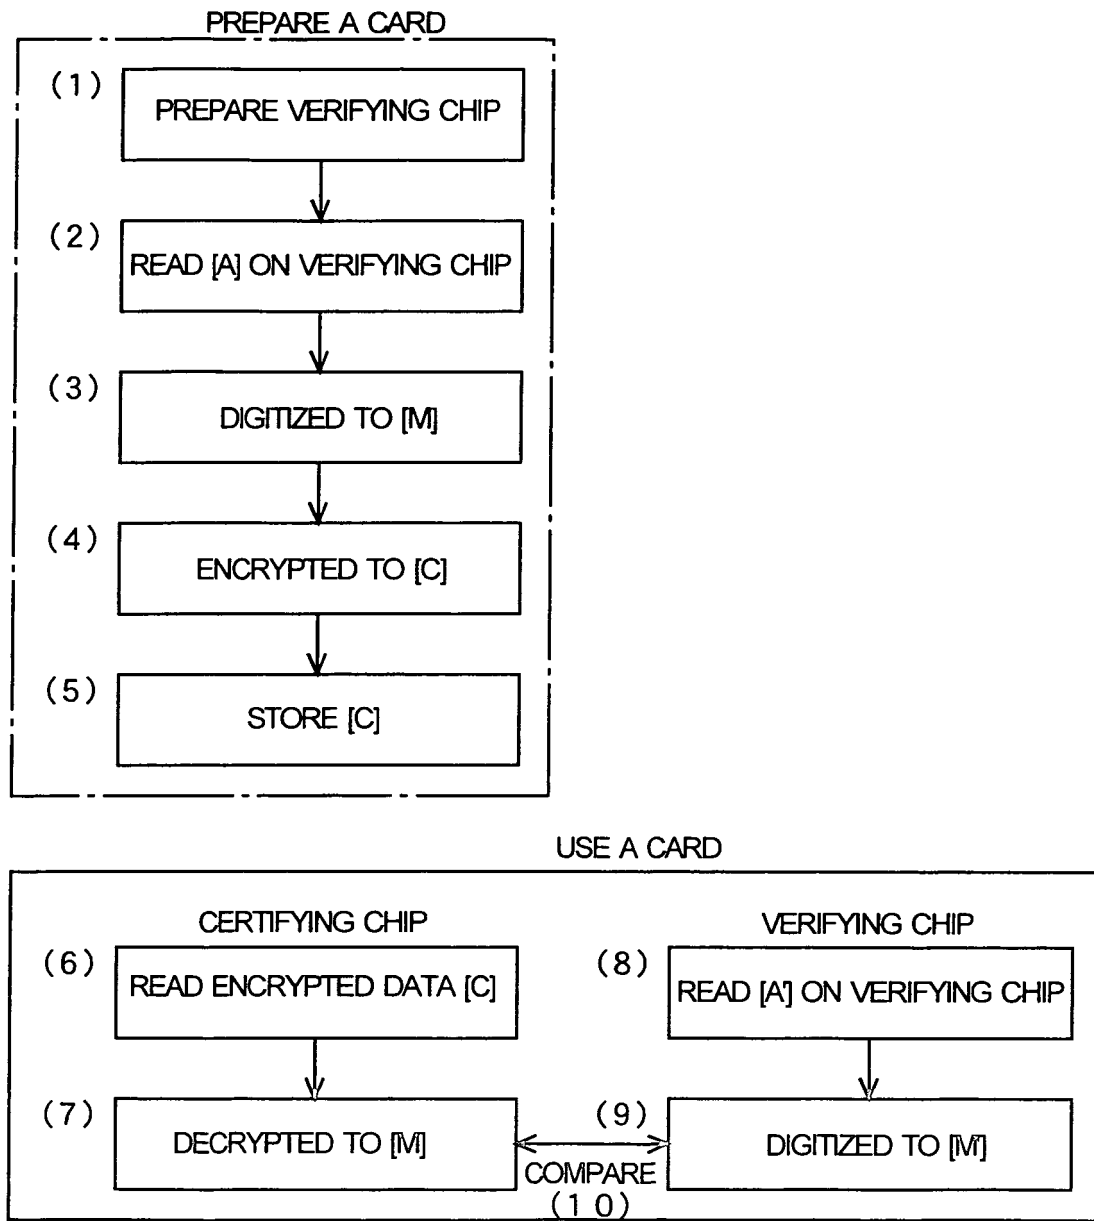 PREPARE A CARD
(1)
PREPARE VERIFYING CHIP
(2)
READ [A] ON VERIFYING CHIP
(3)
DIGITIZED TO [M]
(4)
ENCRYPTED TO [C]
(5)
STORE [C]
USE A CARD
CERTIFYING CHIP
(6)
READ ENCRYPTED DATA [C]
(7)
DECRYPTED TO [M]
VERIFYING CHIP
(8)
READ [A'] ON VERIFYING CHIP
(9)
DIGITIZED TO [M']
COMPARE
(10)